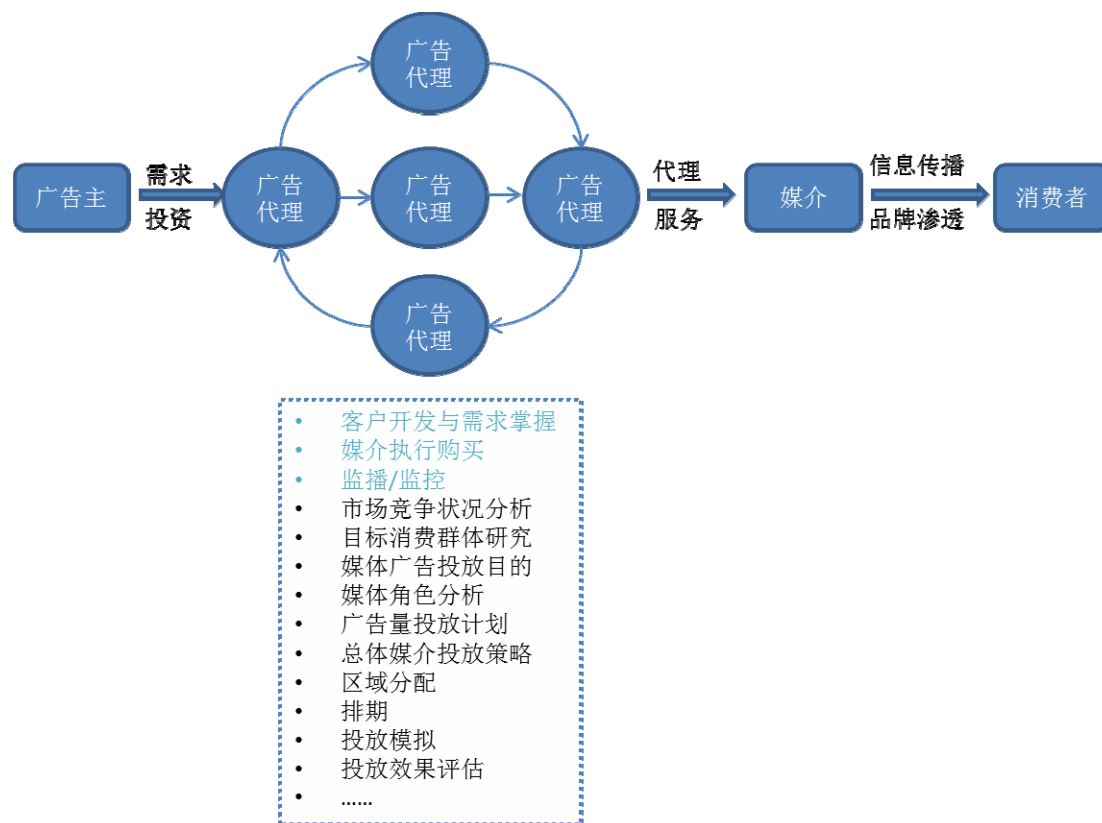 广告
代理
需求
代理
信息传播
广告主
广告
代理
广告
代理
广告
代理
媒介
消费者
投资
服务
品牌渗透
广告
代理
• 客户开发与需求掌握
• 媒介执行购买
• 监播/监控
• 市场竞争状况分析
• 目标消费群体研究
• 媒体广告投放目的
• 媒体角色分析
• 广告量投放计划
• 总体媒介投放策略
• 区域分配
• 排期
• 投放模拟
• 投放效果评估
• ......